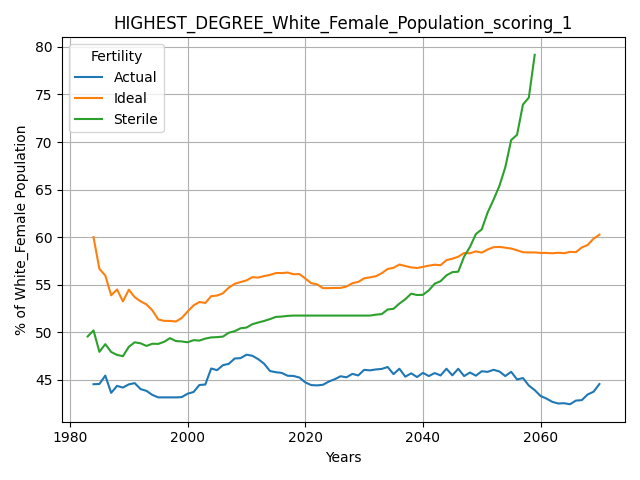 HIGHEST_DEGREE_White_Female_Population_scoring_1
Fertility
Actual
Ideal
Sterile
% of White_Female Population
80
75
70
65
60
55
50
45
1980
2000
2020
2040
2060
Years